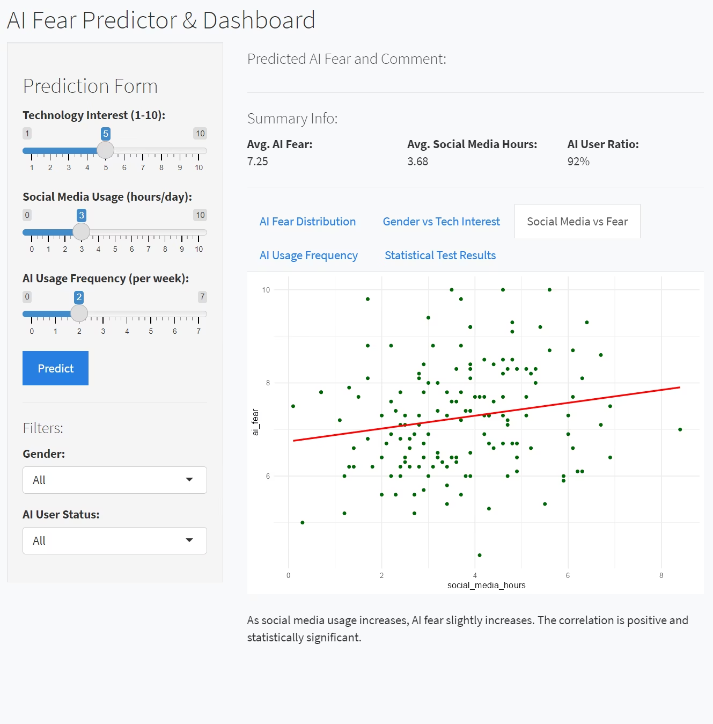 AI Fear Predictor & Dashboard
Prediction Form
Technology Interest (1-10):
1 5 10
1 2 3 4 5 6 7 8 9 10
Social Media Usage (hours/day):
0 3 10
0 1 2 3 4 5 6 7 8 9 10
AI Usage Frequency (per week):
0 2 7
0 1 2 3 4 5 6 7
Predict
Filters:
Gender:
All
AI User Status:
All
Predicted AI Fear and Comment:
Summary Info:
Avg. AI Fear: Avg. Social Media Hours: AI User Ratio:
7.25 3.68 92%
AI Fear Distribution Gender vs Tech Interest Social Media vs Fear
AI Usage Frequency Statistical Test Results
10
8
6
ai_fear
0 2 4 6 8
social_media_hours
As social media usage increases, AI fear slightly increases. The correlation is positive and
statistically significant.